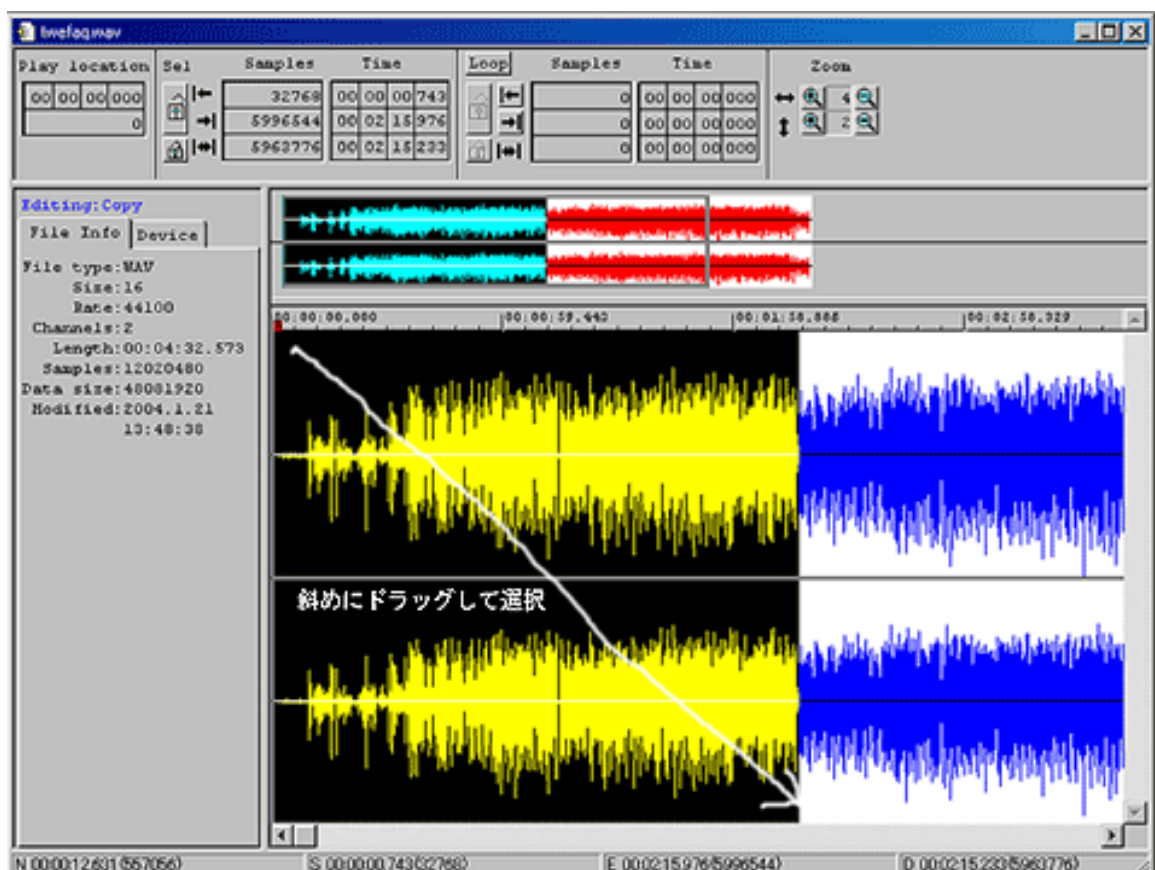 twefaq.wav
Play location Sel Samples Time Loop Samples Time Zoom
00 00 00 000 32768 00 00 00 743 0 00 00 00 000 4
0 5996544 00 02 15 976 0 00 00 00 000 2
5963776 00 02 15 233 0 00 00 00 000
Editing:Copy
File Info Device
File type:WAV
Size:16
Rate:44100
Channels:2
Length:00:04:32.573
Samples:12020480
Data size:48081920
Modified:2004.1.21
13:48:38
00:00:00.000 00:00:59.443 00:01:58.886 00:02:58.329
斜めにドラッグして選択
N 00:00:12.631(557056) S 00:00:00.743(32768) E 00:02:15.976(5996544) D 00:02:15.233(5963776)